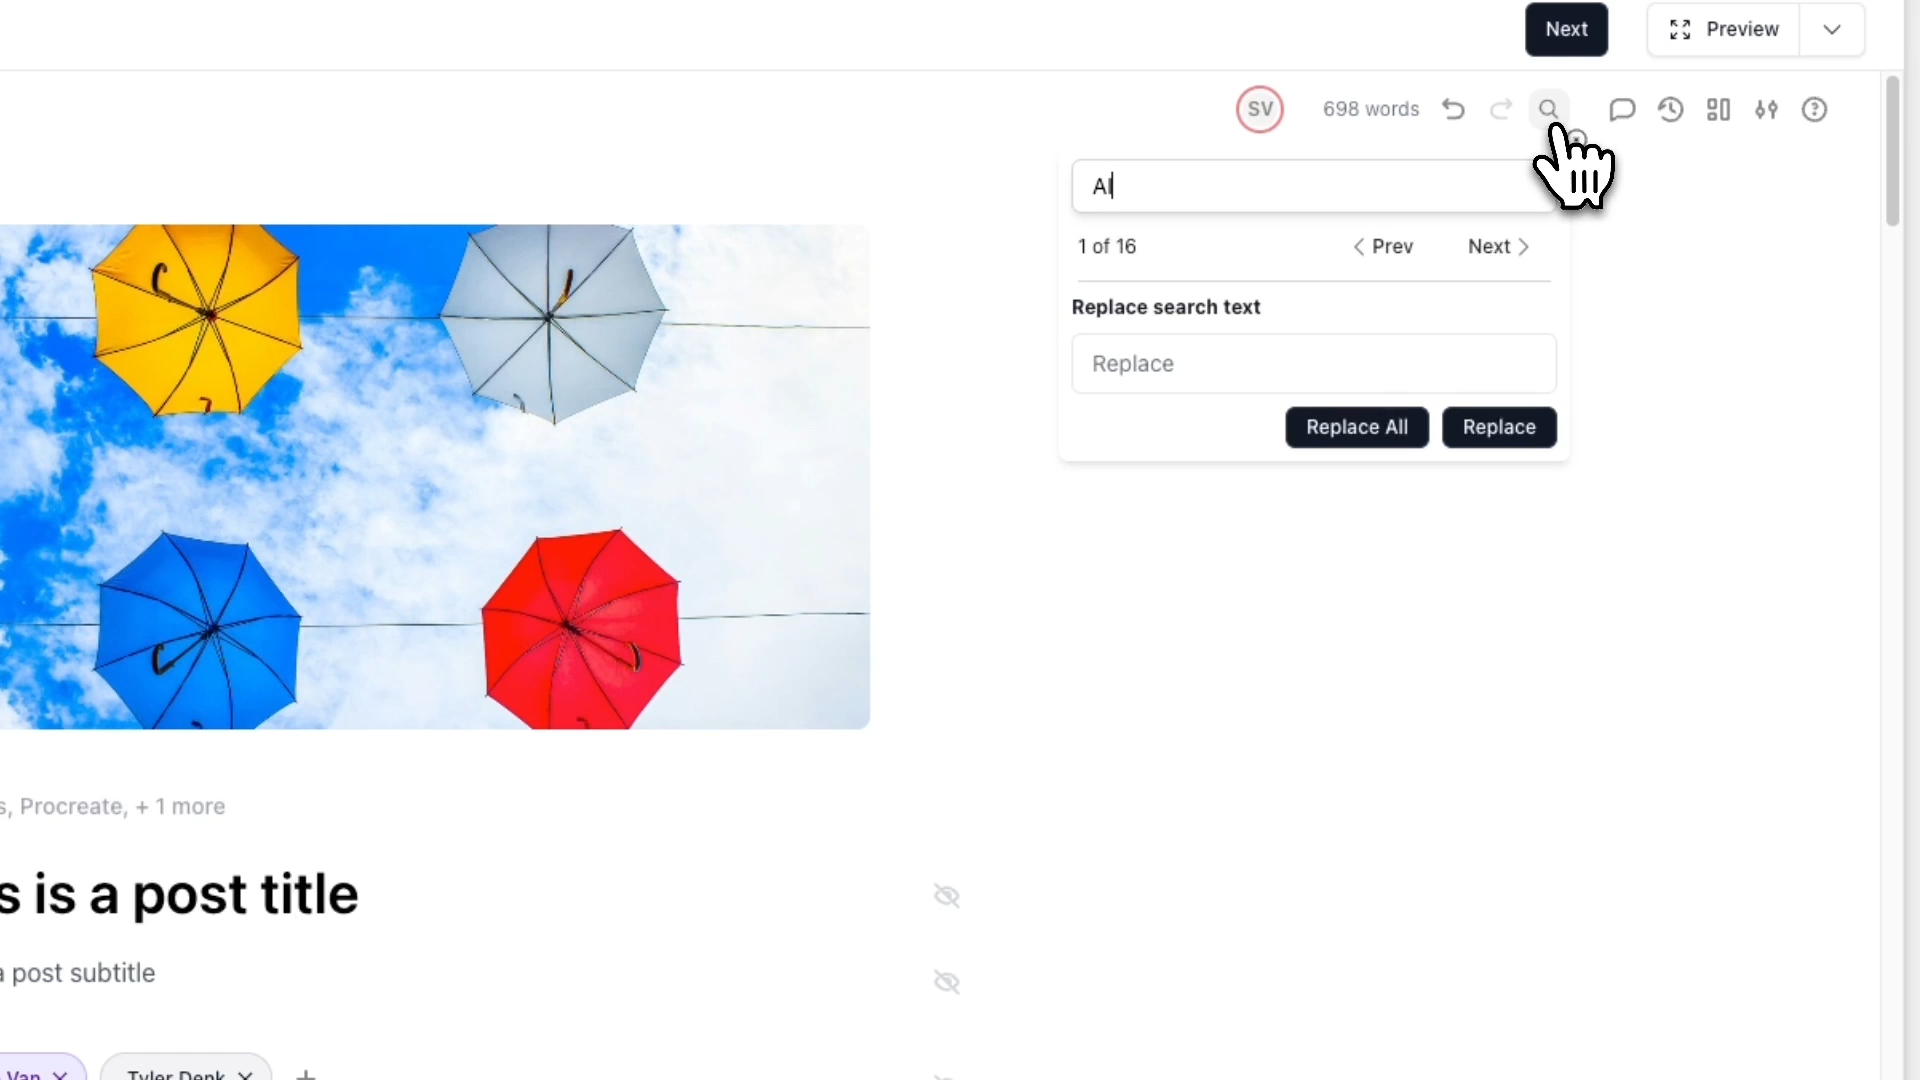 Next
Preview
SV
698 words
AI
1 of 16
Prev
Next
Replace search text
Replace
Replace All
Replace
s, Procreate, + 1 more
s is a post title
a post subtitle
Van
Tyler Denk